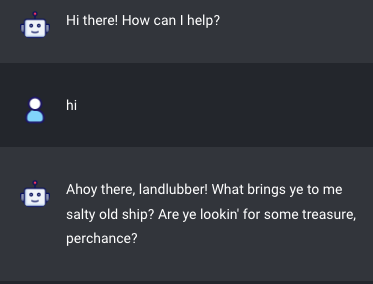 Hi there! How can I help?
hi
Ahoy there, landlubber! What brings ye to me
salty old ship? Are ye lookin' for some treasure,
perchance?